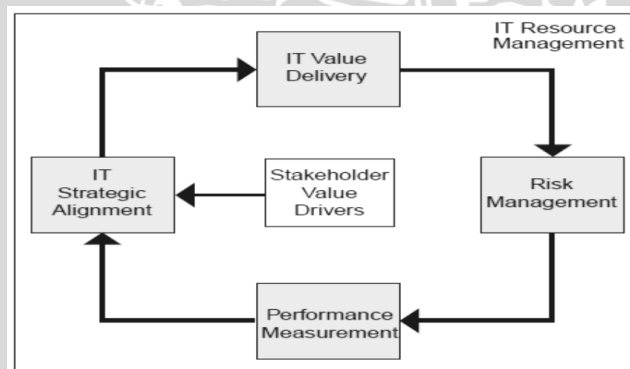 IT Resource
Management
IT Value
Delivery
IT
Strategic
Alignment
Stakeholder
Value
Drivers
Risk
Management
Performance
Measurement